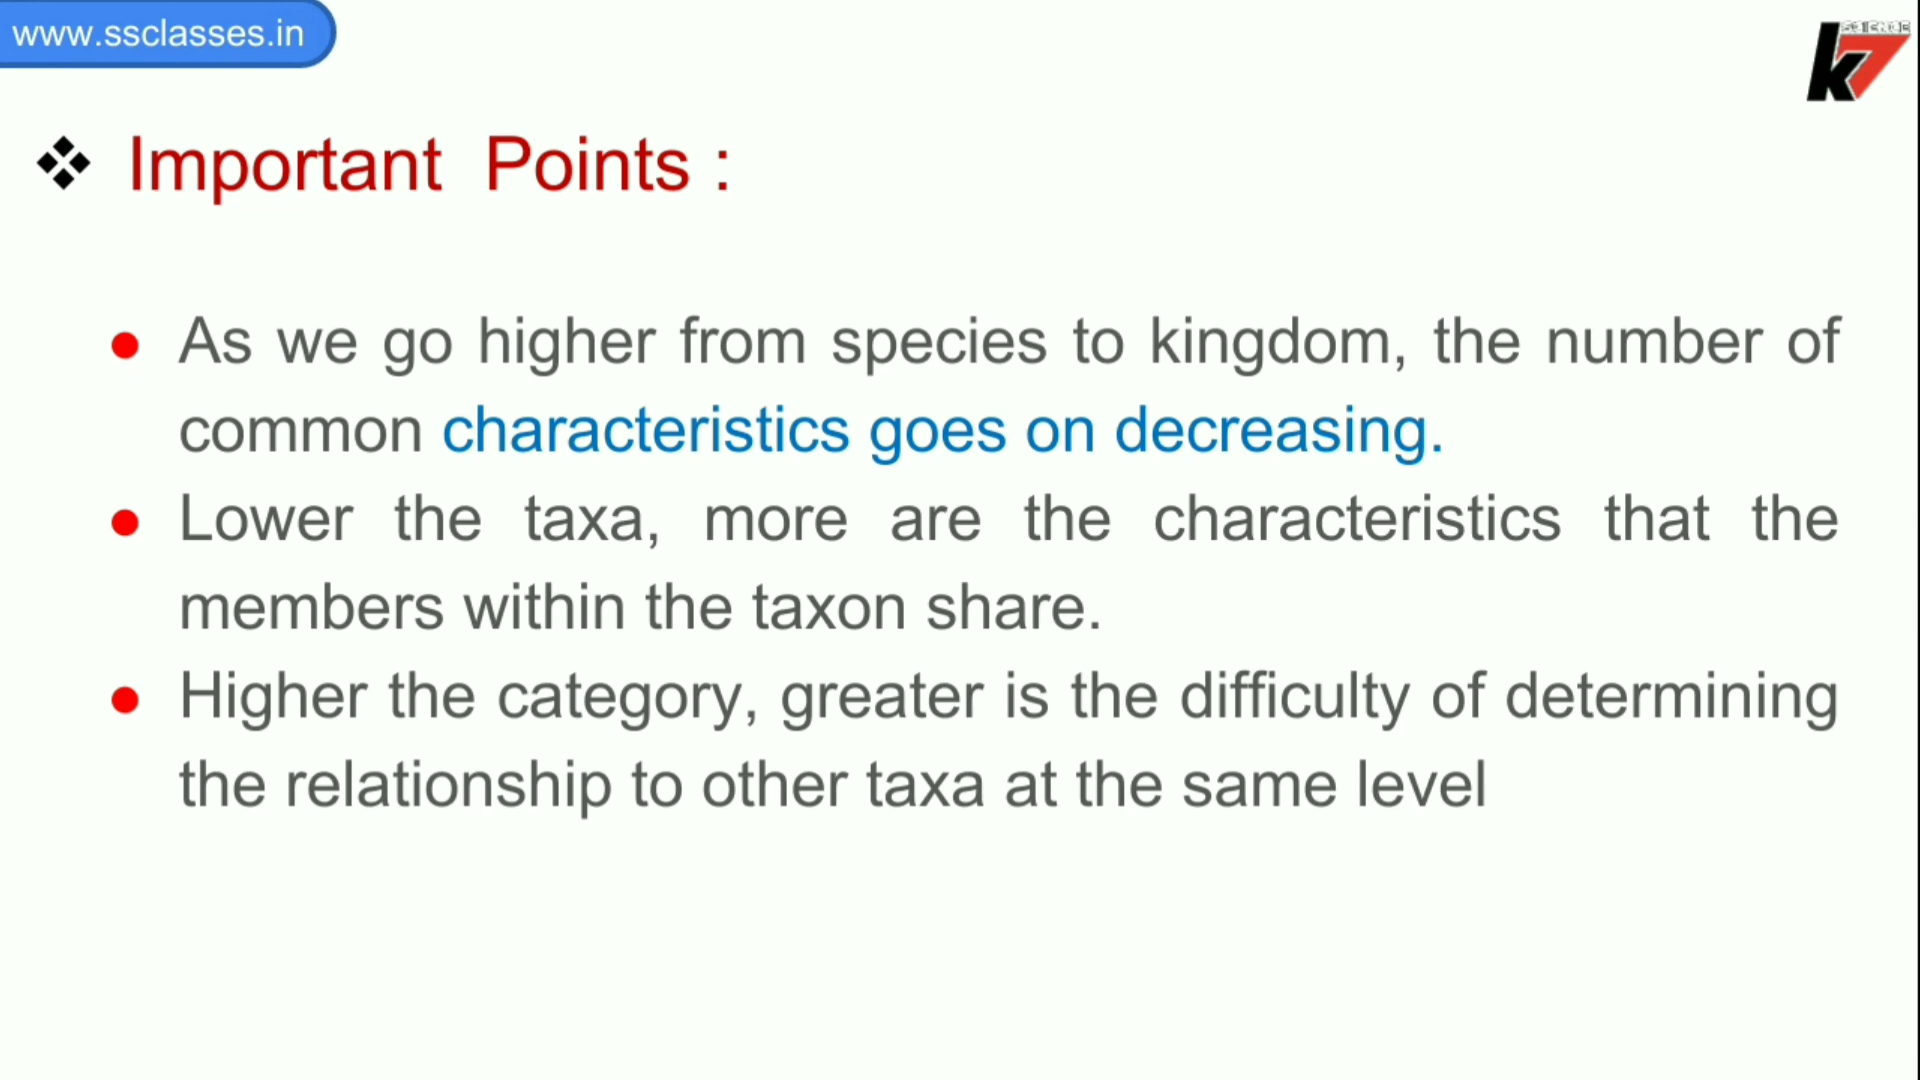 www.ssclasses.in
SCIENCE
k7
❖ Important Points :
● As we go higher from species to kingdom, the number of
common characteristics goes on decreasing.
● Lower the taxa, more are the characteristics that the
members within the taxon share.
● Higher the category, greater is the difficulty of determining
the relationship to other taxa at the same level